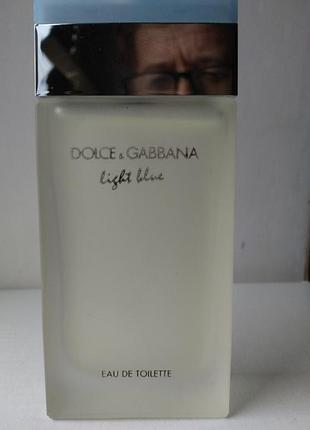 DOLCE & GABBANA
light blue
EAU DE TOILETTE